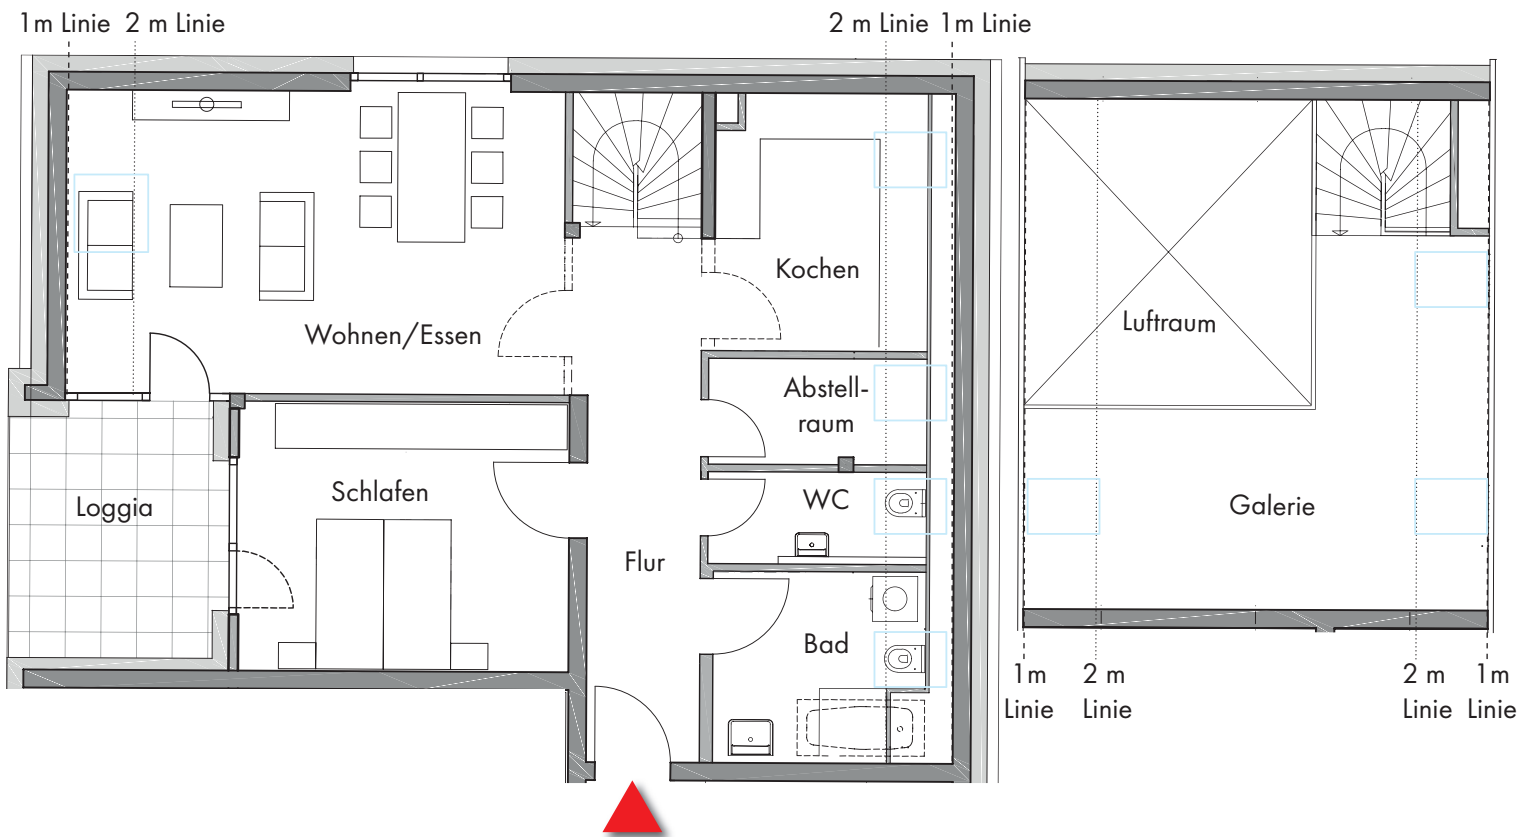 1m Linie 2 m Linie
2 m Linie 1m Linie
Kochen
Wohnen/Essen
Abstell-
raum
Loggia
Schlafen
WC
Flur
Bad
Luftraum
Galerie
1m
Linie
2 m
Linie
2 m
Linie
1m
Linie